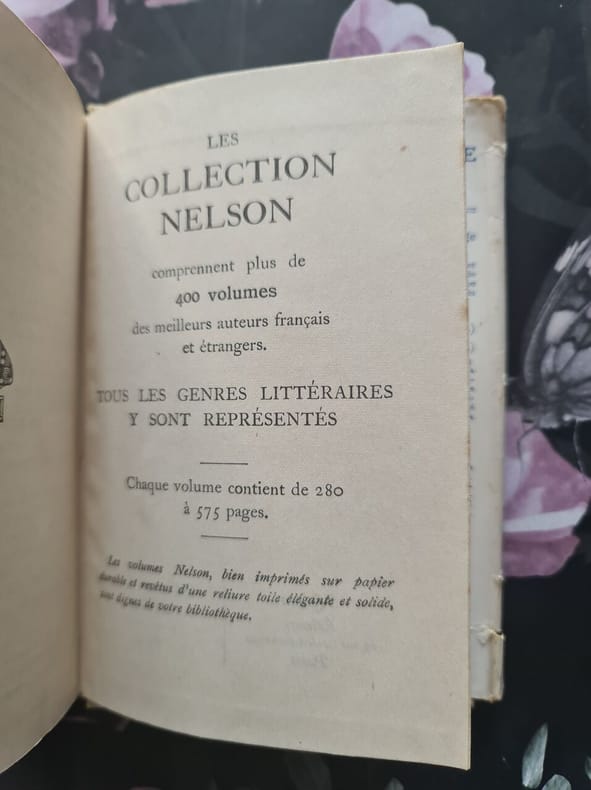 LES
COLLECTION
NELSON
comprennent plus de
400 volumes
des meilleurs auteurs français
et étrangers.
TOUS LES GENRES LITTÉRAIRES
Y SONT REPRÉSENTÉS
Chaque volume contient de 280
à 575 pages.
Les volumes Nelson, bien imprimés sur papier
durable et revêtus d'une reliure toile élégante et solide,
sont dignes de votre bibliothèque.
E